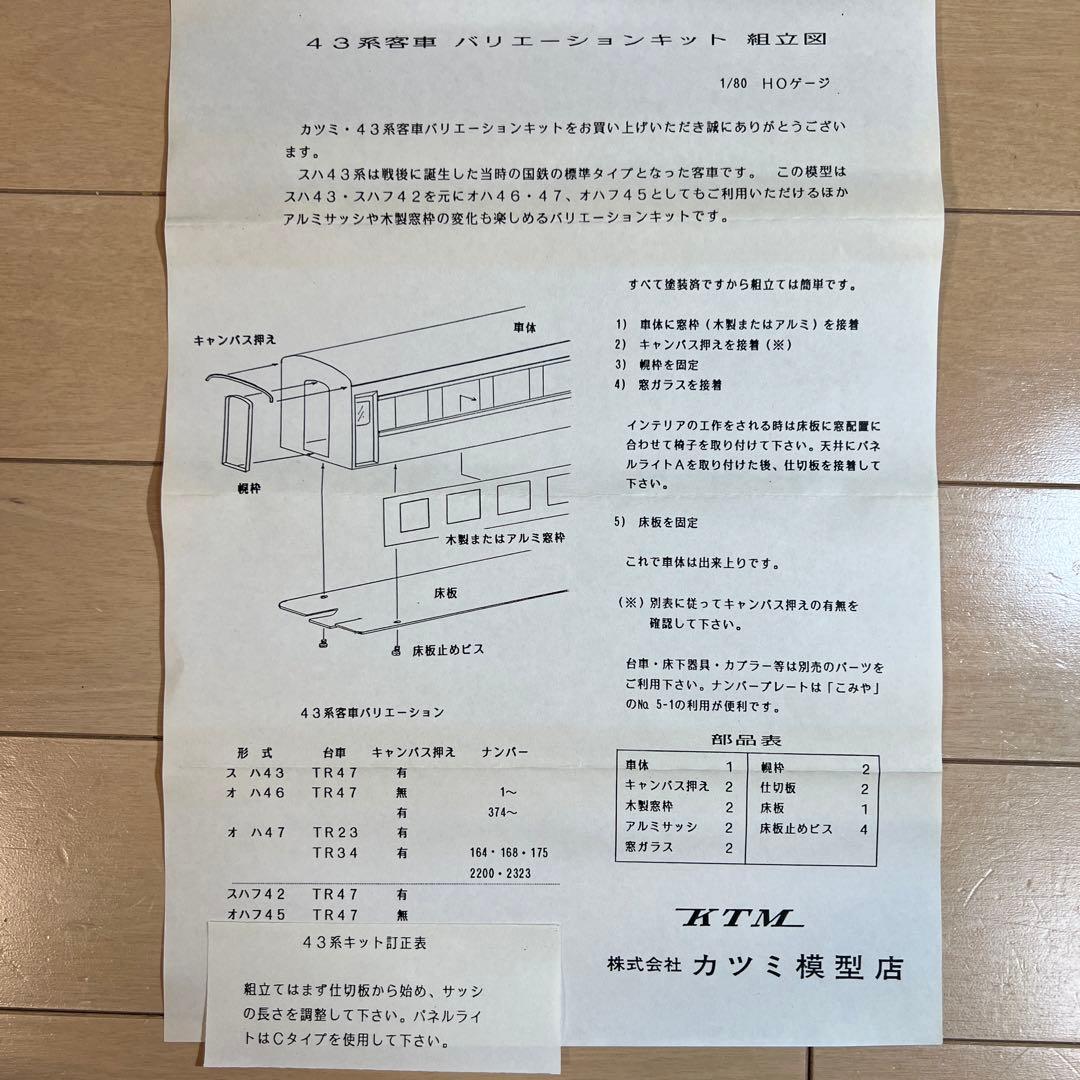 43系客車 バリエーションキット 組立図
1/80 HOゲージ
カツミ・43系客車バリエーションキットをお買い上げいただき誠にありがとうござい
ます。
スハ43系は戦後に誕生した当時の国鉄の標準タイプとなった客車です。 この模型は
スハ43・スハフ42を元にオハ46・47、オハフ45としてもご利用いただけるほか
アルミサッシや木製窓枠の変化も楽しめるバリエーションキットです。
キャンバス押え
車体
幌枠
木製またはアルミ窓枠
床板
床板止めビス
すべて塗装済ですから組立ては簡単です。
1) 車体に窓枠(木製またはアルミ)を接着
2) キャンバス押えを接着(※)
3) 幌枠を固定
4) 窓ガラスを接着
インテリアの工作をされる時は床板に窓配置に
合わせて椅子を取り付けて下さい。天井にパネ
ルライトAを取り付けた後、仕切板を接着して
下さい。
5) 床板を固定
これで車体は出来上りです。
(※)別表に従ってキャンバス押えの有無を
確認して下さい。
台車・床下器具・カプラー等は別売のパーツを
ご利用下さい。ナンバープレートは「こみや」
の№ 5-1の利用が便利です。
43系客車バリエーション
形 式 台車 キャンバス押え ナンバー
ス ハ43 TR47 有
オ ハ46 TR47 無 1~
有 374~
オ ハ47 TR23 有
TR34 有 164・168・175
2200・2323
スハフ42 TR47 有
オハフ45 TR47 無
部品表
車体 1 幌枠 2
キャンバス押え 2 仕切板 2
木製窓枠 2 床板 1
アルミサッシ 2 床板止めビス 4
窓ガラス 2
KTM
株式会社 カツミ模型店
43系キット訂正表
組立てはまず仕切板から始め、サッシ
の長さを調整して下さい。パネルライ
トはCタイプを使用して下さい。